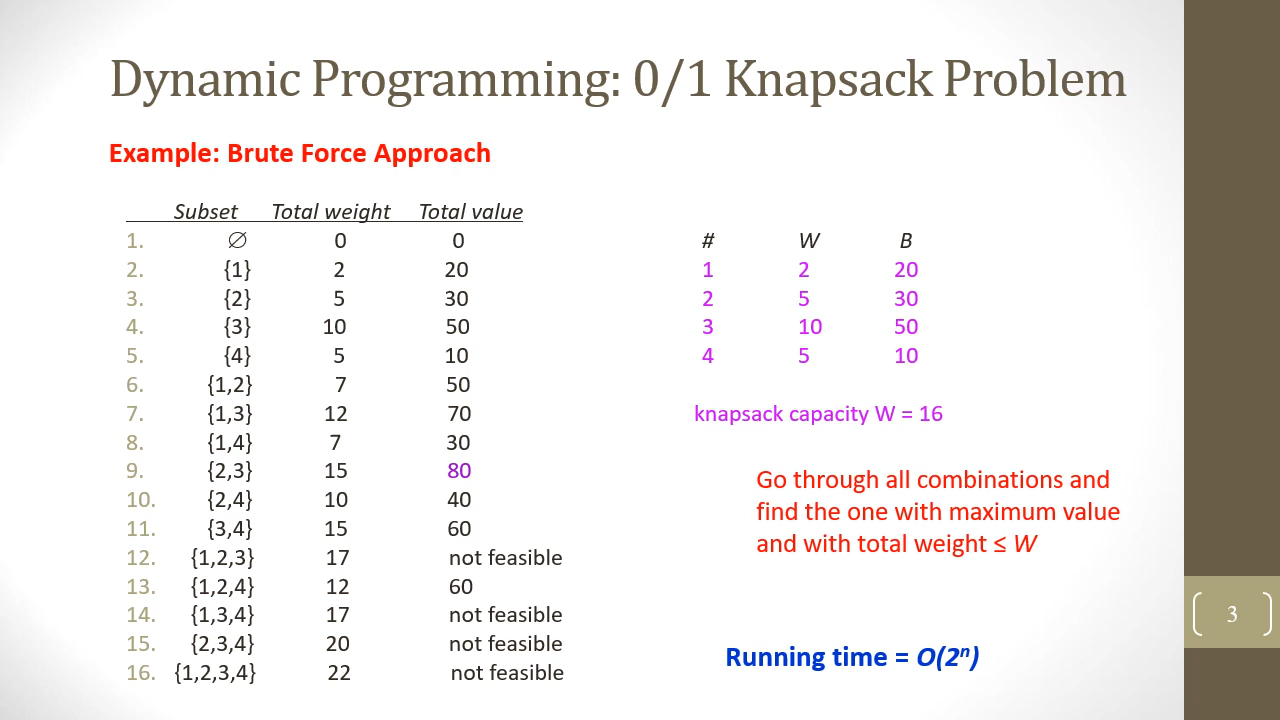 Dynamic Programming: 0/1 Knapsack Problem
Example: Brute Force Approach
Subset Total weight Total value
1. ∅ 0 0
2. {1} 2 20
3. {2} 5 30
4. {3} 10 50
5. {4} 5 10
6. {1,2} 7 50
7. {1,3} 12 70
8. {1,4} 7 30
9. {2,3} 15 80
10. {2,4} 10 40
11. {3,4} 15 60
12. {1,2,3} 17 not feasible
13. {1,2,4} 12 60
14. {1,3,4} 17 not feasible
15. {2,3,4} 20 not feasible
16. {1,2,3,4} 22 not feasible
# W B
1 2 20
2 5 30
3 10 50
4 5 10
knapsack capacity W = 16
Go through all combinations and
find the one with maximum value
and with total weight ≤ W
Running time = O(2ⁿ)
3